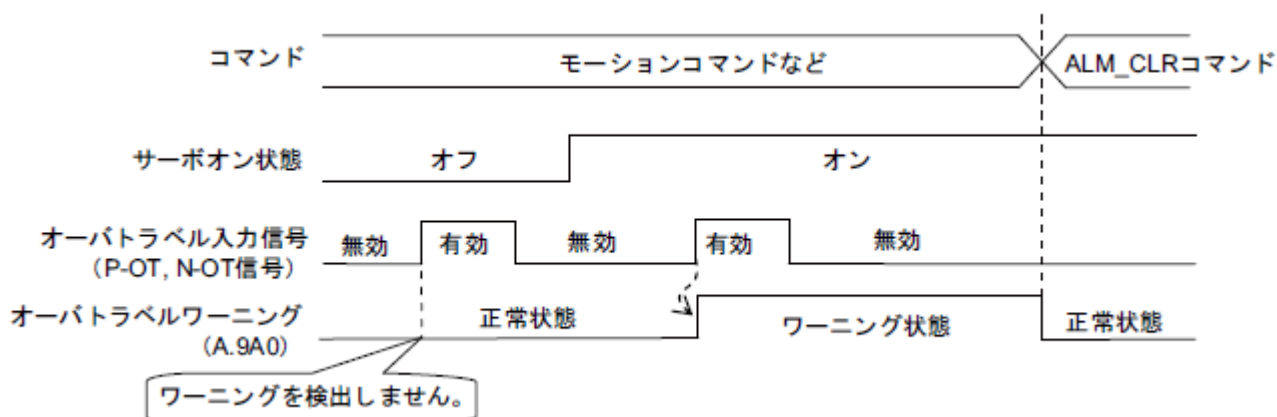 コマンド
モーションコマンドなど
ALM_CLRコマンド
サーボオン状態
オフ
オン
オーバトラベル入力信号
（P-OT, N-OT信号）
無効
有効
無効
有効
無効
オーバトラベルワーニング
（A.9A0）
正常状態
ワーニング状態
正常状態
ワーニングを検出しません。